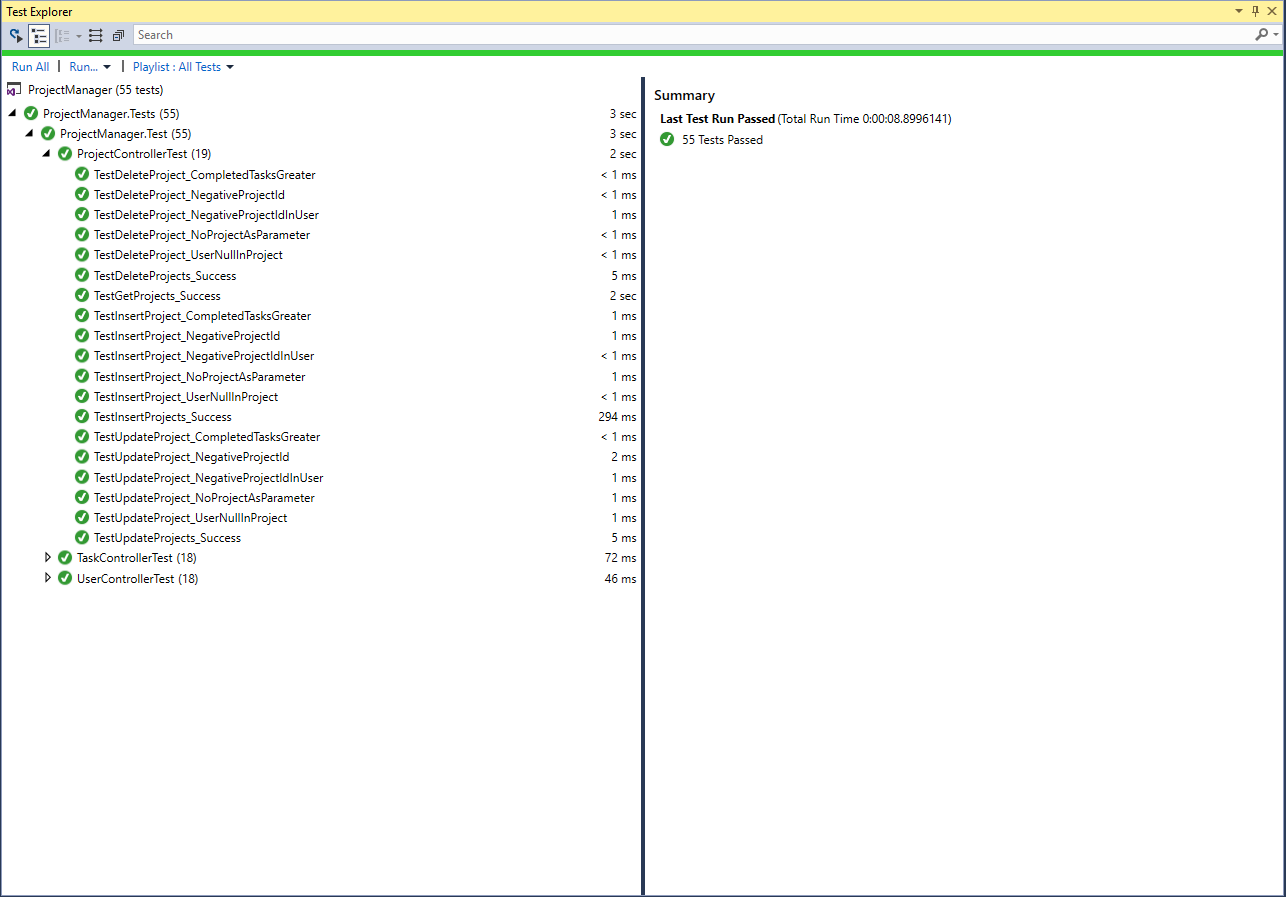 Test Explorer
Search
Run All | Run... | Playlist : All Tests
ProjectManager (55 tests)
ProjectManager.Tests (55) 3 sec
ProjectManager.Test (55) 3 sec
ProjectControllerTest (19) 2 sec
TestDeleteProject_CompletedTasksGreater < 1 ms
TestDeleteProject_NegativeProjectId < 1 ms
TestDeleteProject_NegativeProjectIdInUser 1 ms
TestDeleteProject_NoProjectAsParameter < 1 ms
TestDeleteProject_UserNullInProject < 1 ms
TestDeleteProjects_Success 5 ms
TestGetProjects_Success 2 sec
TestInsertProject_CompletedTasksGreater 1 ms
TestInsertProject_NegativeProjectId 1 ms
TestInsertProject_NegativeProjectIdInUser < 1 ms
TestInsertProject_NoProjectAsParameter 1 ms
TestInsertProject_UserNullInProject < 1 ms
TestInsertProjects_Success 294 ms
TestUpdateProject_CompletedTasksGreater < 1 ms
TestUpdateProject_NegativeProjectId 2 ms
TestUpdateProject_NegativeProjectIdInUser 1 ms
TestUpdateProject_NoProjectAsParameter 1 ms
TestUpdateProject_UserNullInProject 1 ms
TestUpdateProjects_Success 5 ms
TaskControllerTest (18) 72 ms
UserControllerTest (18) 46 ms
Summary
Last Test Run Passed (Total Run Time 0:00:08.8996141)
55 Tests Passed